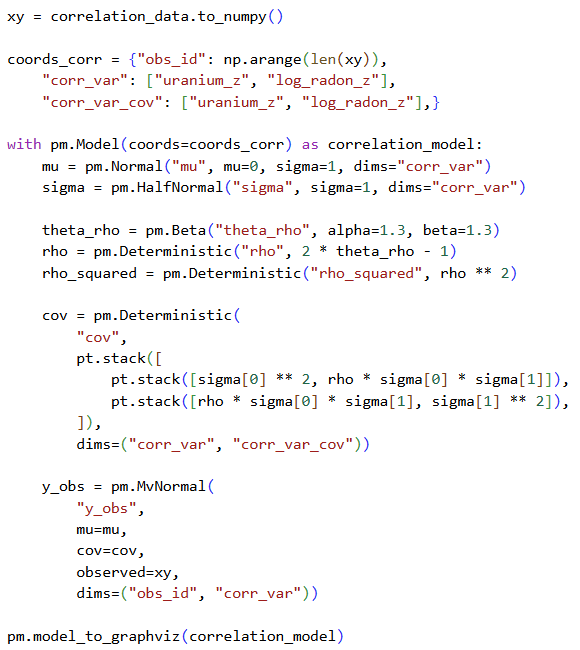 xy = correlation_data.to_numpy()

coords_corr = {"obs_id": np.arange(len(xy)),
    "corr_var": ["uranium_z", "log_radon_z"],
    "corr_var_cov": ["uranium_z", "log_radon_z"],}

with pm.Model(coords=coords_corr) as correlation_model:
    mu = pm.Normal("mu", mu=0, sigma=1, dims="corr_var")
    sigma = pm.HalfNormal("sigma", sigma=1, dims="corr_var")

    theta_rho = pm.Beta("theta_rho", alpha=1.3, beta=1.3)
    rho = pm.Deterministic("rho", 2 * theta_rho - 1)
    rho_squared = pm.Deterministic("rho_squared", rho ** 2)

    cov = pm.Deterministic(
        "cov",
        pt.stack([
            pt.stack([sigma[0] ** 2, rho * sigma[0] * sigma[1]]),
            pt.stack([rho * sigma[0] * sigma[1], sigma[1] ** 2]),
        ]),
        dims=("corr_var", "corr_var_cov"))

    y_obs = pm.MvNormal(
        "y_obs",
        mu=mu,
        cov=cov,
        observed=xy,
        dims=("obs_id", "corr_var"))

pm.model_to_graphviz(correlation_model)